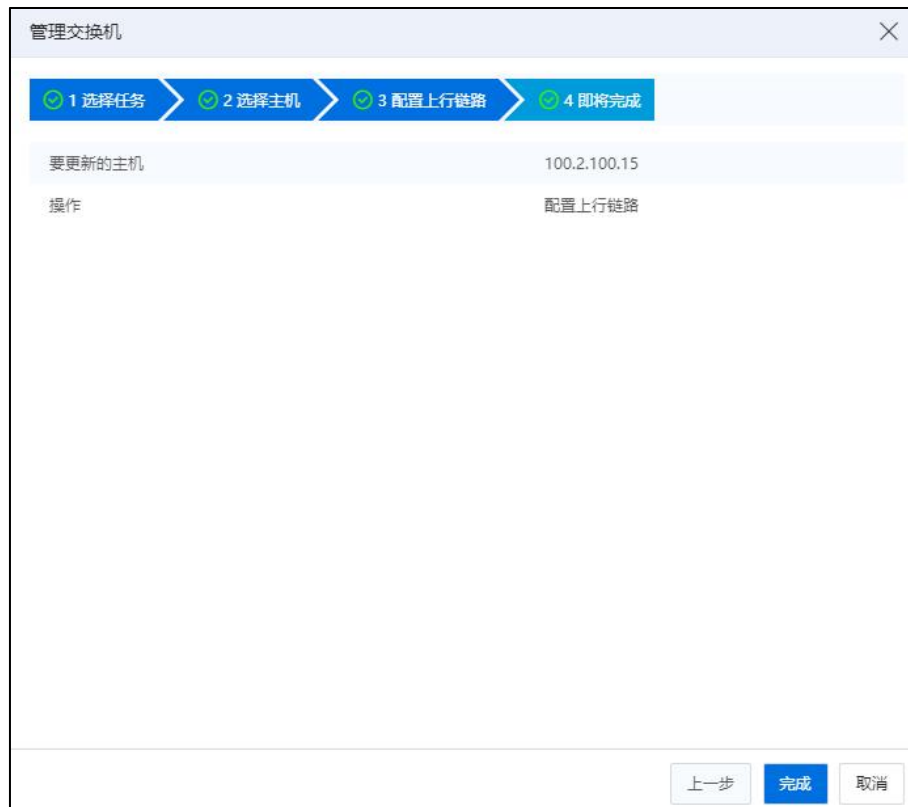 管理交换机
1 选择任务 2 选择主机 3 配置上行链路 4 即将完成
要更新的主机 100.2.100.15
操作 配置上行链路
上一步 完成 取消